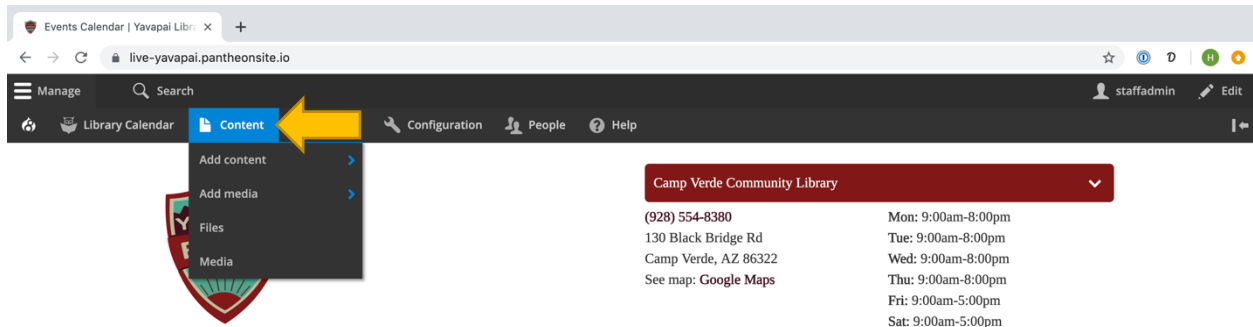 Events Calendar | Yavapai Libr
live-yavapai.pantheonsite.io
H
Manage Search staffadmin Edit
Library Calendar Content Configuration People Help
Add content
Add media
Files
Media
Camp Verde Community Library
(928) 554-8380 Mon: 9:00am-8:00pm
130 Black Bridge Rd Tue: 9:00am-8:00pm
Camp Verde, AZ 86322 Wed: 9:00am-8:00pm
See map: Google Maps Thu: 9:00am-8:00pm
Fri: 9:00am-5:00pm
Sat: 9:00am-5:00pm